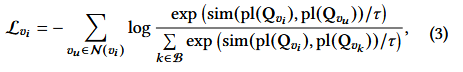 ℒ_{v_i} = − ∑_{v_u∈𝒩(v_i)} log exp (sim(pl(Q_{v_i}), pl(Q_{v_u}))/τ) / ∑_{k∈ℬ} exp (sim(pl(Q_{v_i}), pl(Q_{v_k}))/τ) , (3)